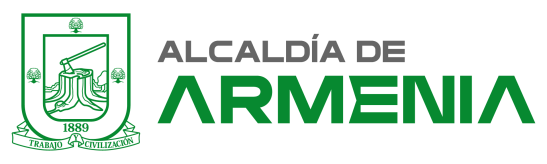 ALCALDÍA DE
ARMENIA
1889
TRABAJO Y CIVILIZACIÓN